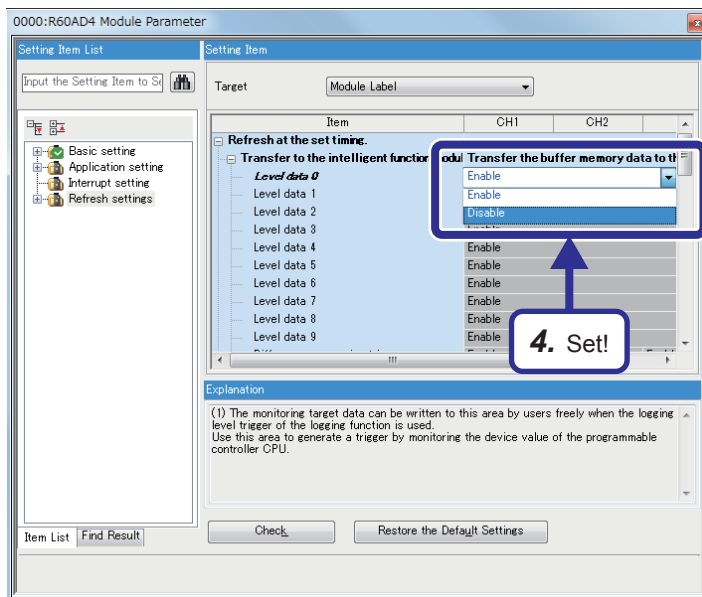 0000:R60AD4 Module Parameter
Setting Item List
Setting Item
Input the Setting Item to Se
Target
Module Label
Item CH1 CH2
Refresh at the set timing.
Transfer to the intelligent function modul Transfer the buffer memory data to th
Level data 0 Enable
Level data 1 Enable
Level data 2 Disable
Level data 3
Level data 4 Enable
Level data 5 Enable
Level data 6 Enable
Level data 7 Enable
Level data 8 Enable
Level data 9 Enable
Basic setting
Application setting
Interrupt setting
Refresh settings
4. Set!
Explanation
(1) The monitoring target data can be written to this area by users freely when the logging
level trigger of the logging function is used.
Use this area to generate a trigger by monitoring the device value of the programmable
controller CPU.
Item List Find Result
Check
Restore the Default Settings